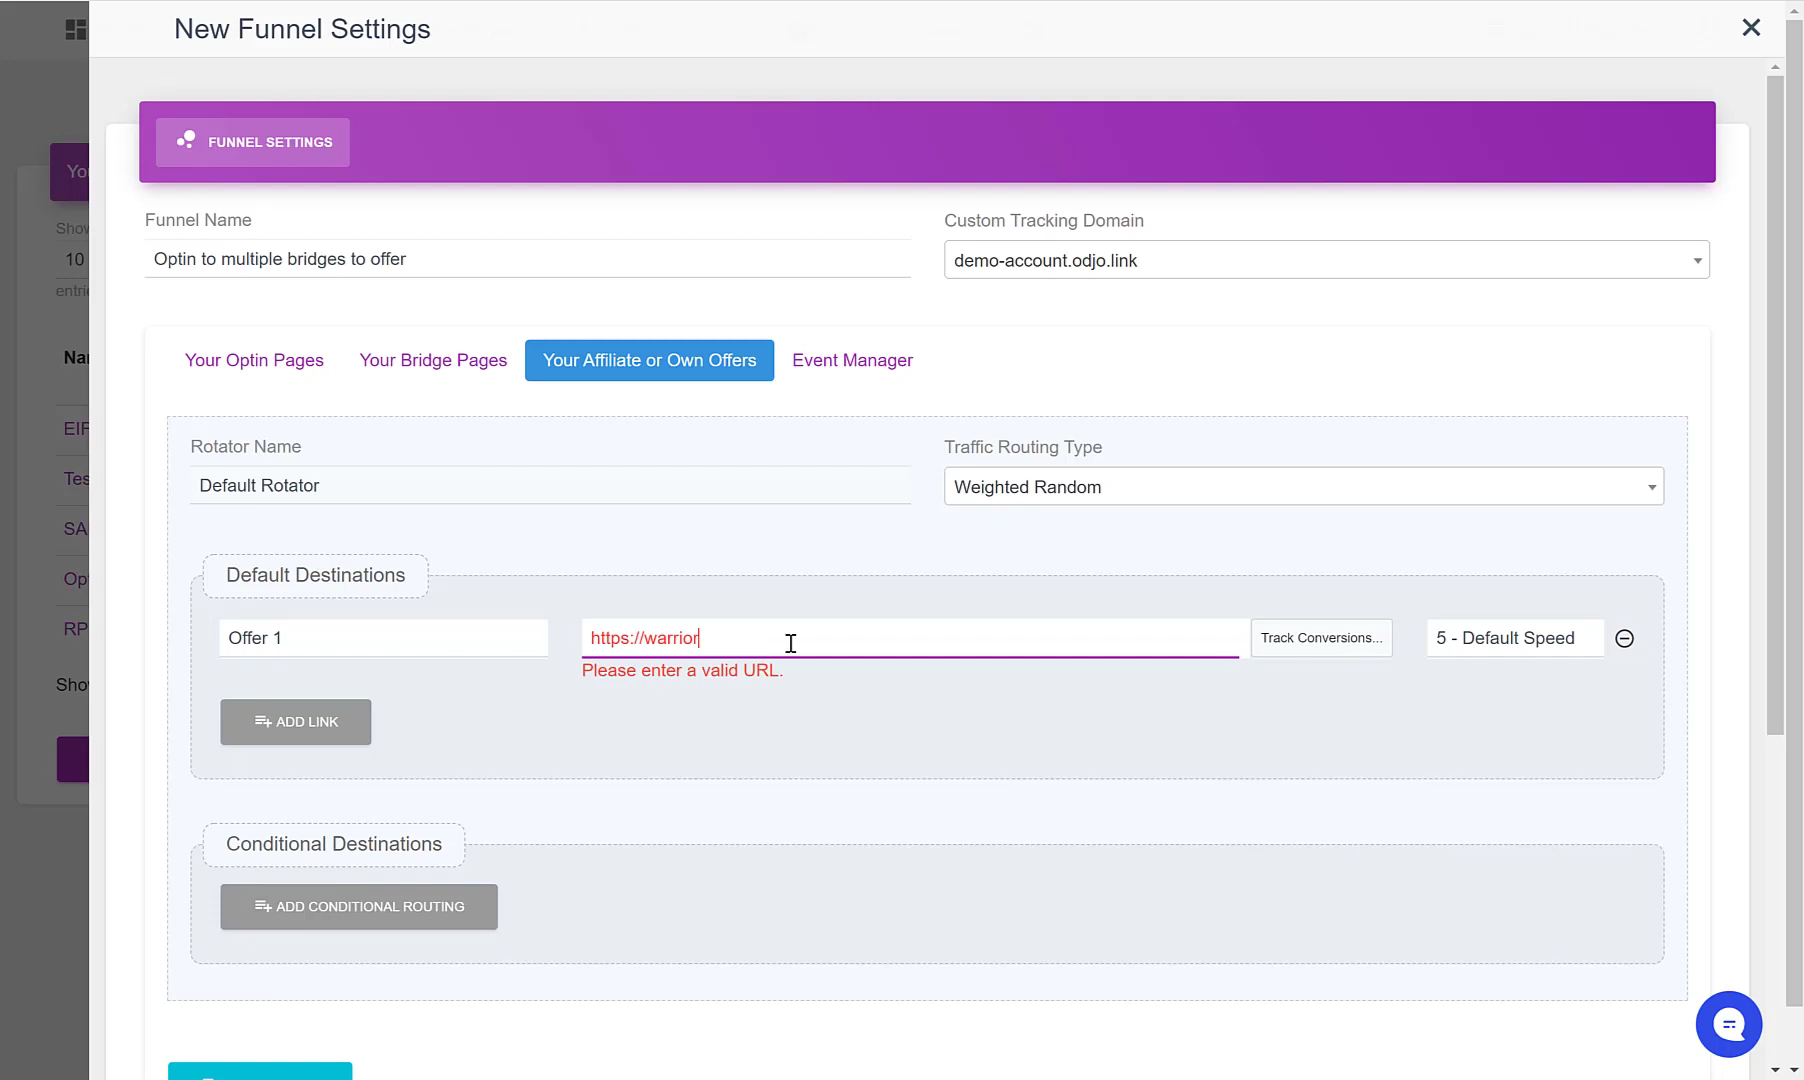 New Funnel Settings
FUNNEL SETTINGS
Funnel Name
Custom Tracking Domain
Optin to multiple bridges to offer
demo-account.odjo.link
Your Optin Pages
Your Bridge Pages
Your Affiliate or Own Offers
Event Manager
Rotator Name
Traffic Routing Type
Default Rotator
Weighted Random
Default Destinations
Offer 1
https://warrior
Track Conversions...
5 - Default Speed
Please enter a valid URL.
ADD LINK
Conditional Destinations
ADD CONDITIONAL ROUTING
10